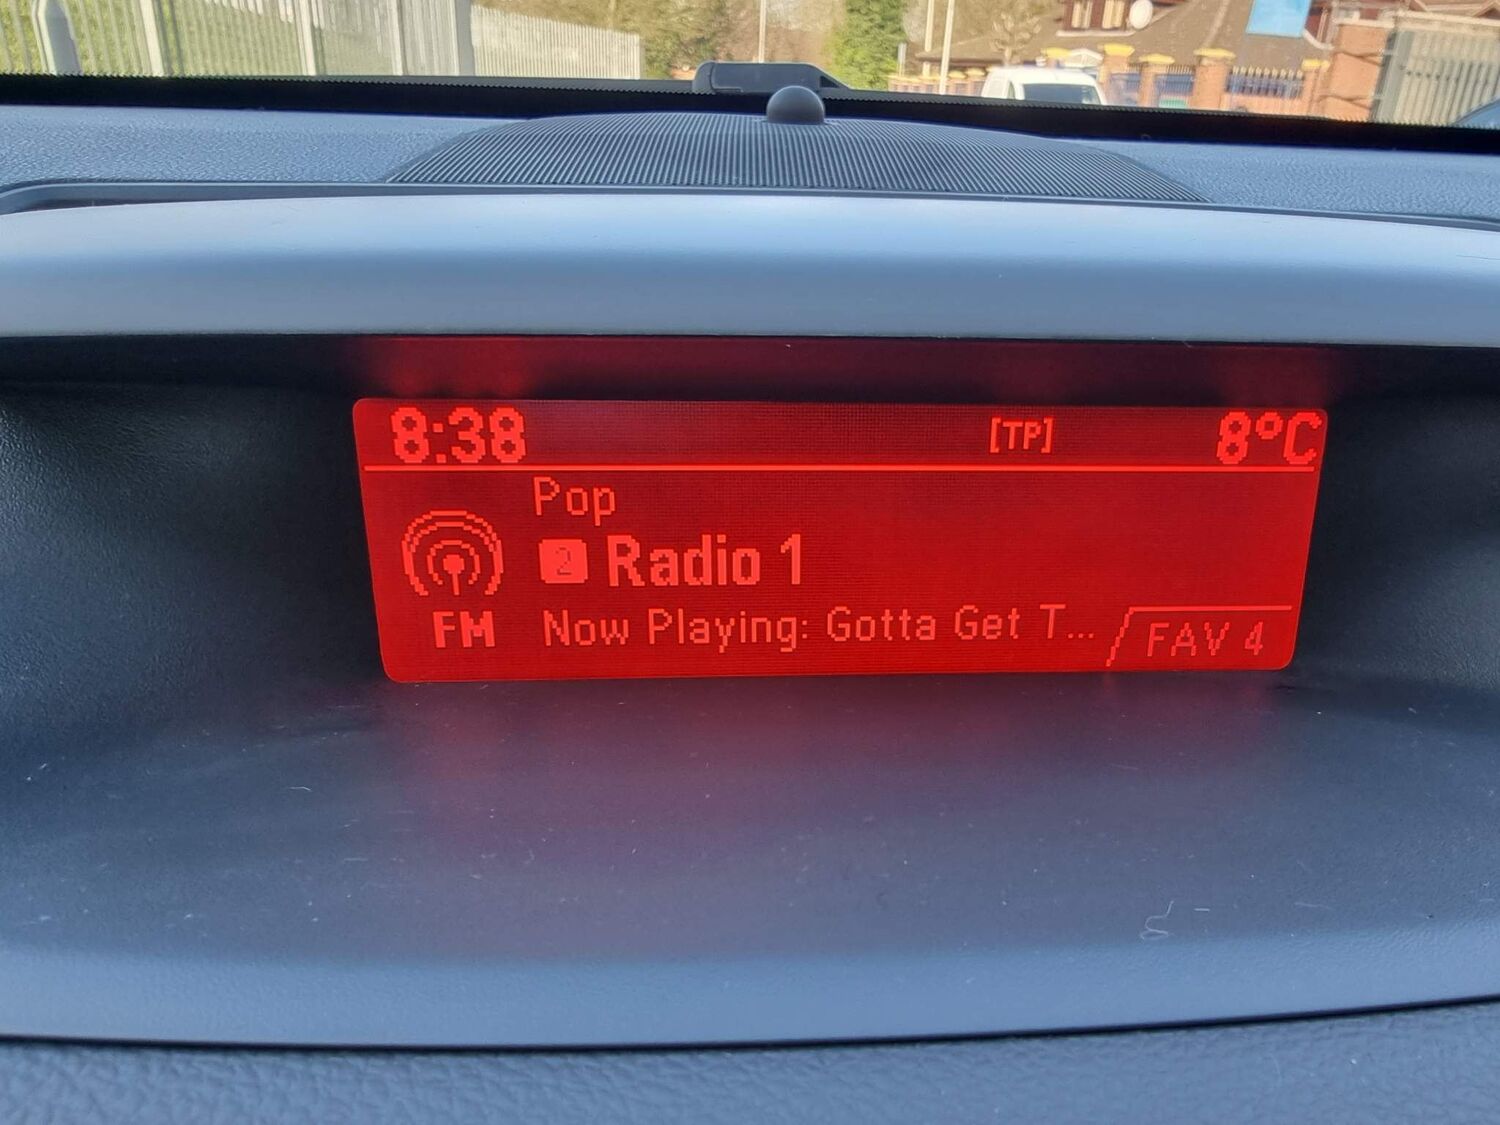 8:38 [TP] 8°C
Pop
2 Radio 1
FM Now Playing: Gotta Get T... FAV 4